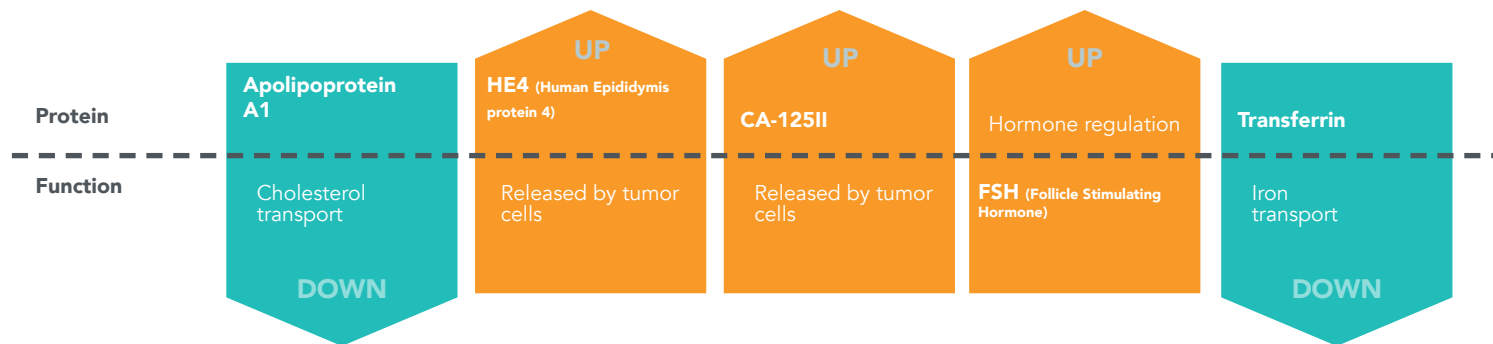 Protein
Function
Apolipoprotein
A1
Cholesterol
transport
DOWN
UP
HE4 (Human Epididymis
protein 4)
Released by tumor
cells
UP
CA-125II
Released by tumor
cells
UP
Hormone regulation
FSH (Follicle Stimulating
Hormone)
Transferrin
Iron
transport
DOWN